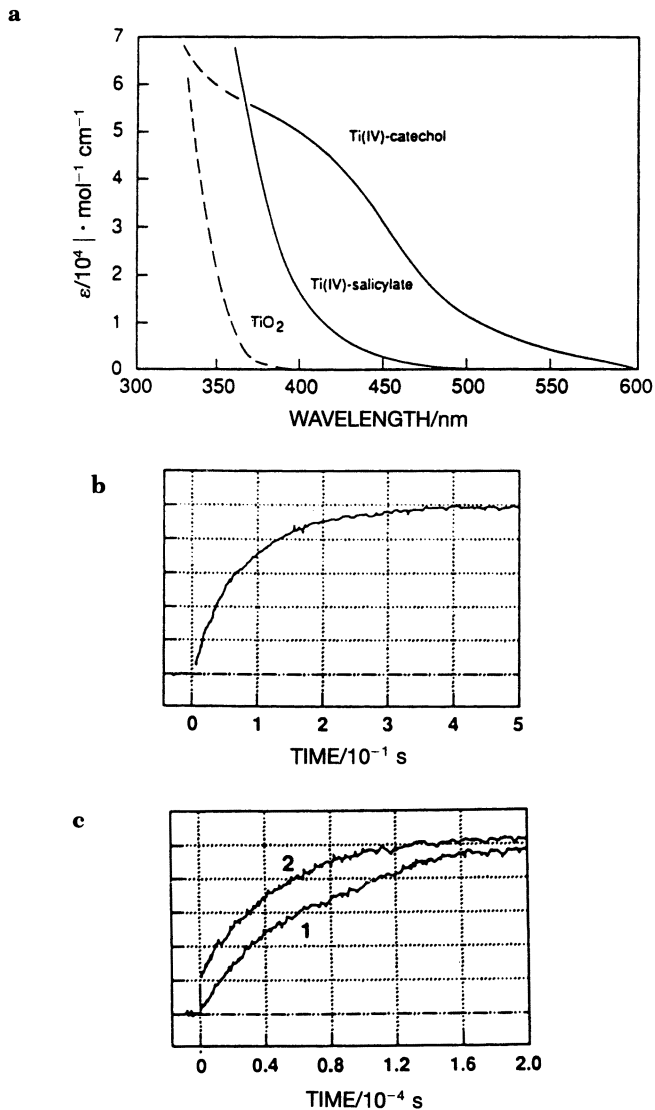 a
7
6
5
4
3
2
1
0
ε/10⁴ | · mol⁻¹ cm⁻¹
Ti(IV)-catechol
Ti(IV)-salicylate
TiO₂
300 350 400 450 500 550 600
WAVELENGTH/nm
b
0 1 2 3 4 5
TIME/10⁻¹ s
c
2
1
0 0.4 0.8 1.2 1.6 2.0
TIME/10⁻⁴ s